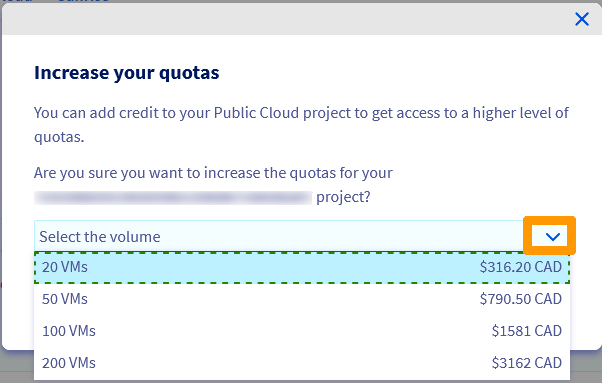 Increase your quotas
You can add credit to your Public Cloud project to get access to a higher level of
quotas.
Are you sure you want to increase the quotas for your
project?
Select the volume
20 VMs $316.20 CAD
50 VMs $790.50 CAD
100 VMs $1581 CAD
200 VMs $3162 CAD